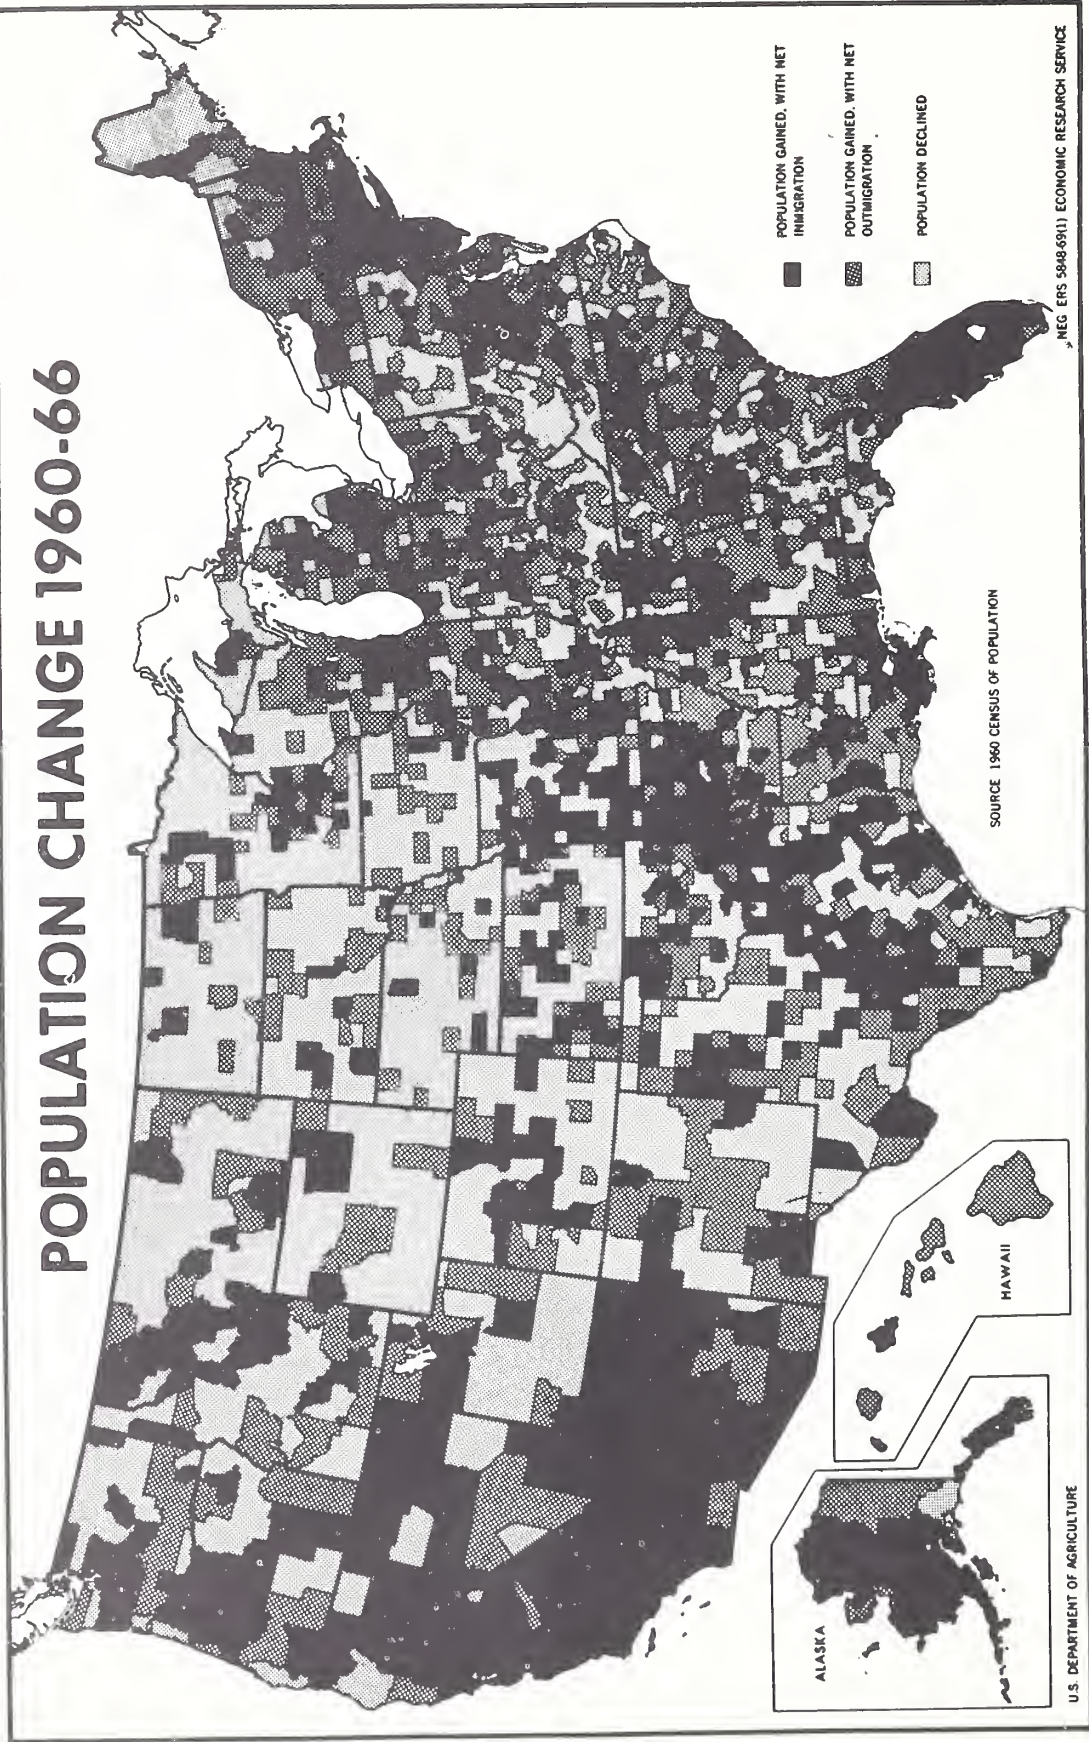 POPULATION CHANGE 1960-66
POPULATION GAINED, WITH NET
INMIGRATION
POPULATION GAINED, WITH NET
OUTMIGRATION
POPULATION DECLINED
SOURCE 1960 CENSUS OF POPULATION
ALASKA
HAWAII
U.S. DEPARTMENT OF AGRICULTURE
NEG ERS 5848-69(1) ECONOMIC RESEARCH SERVICE